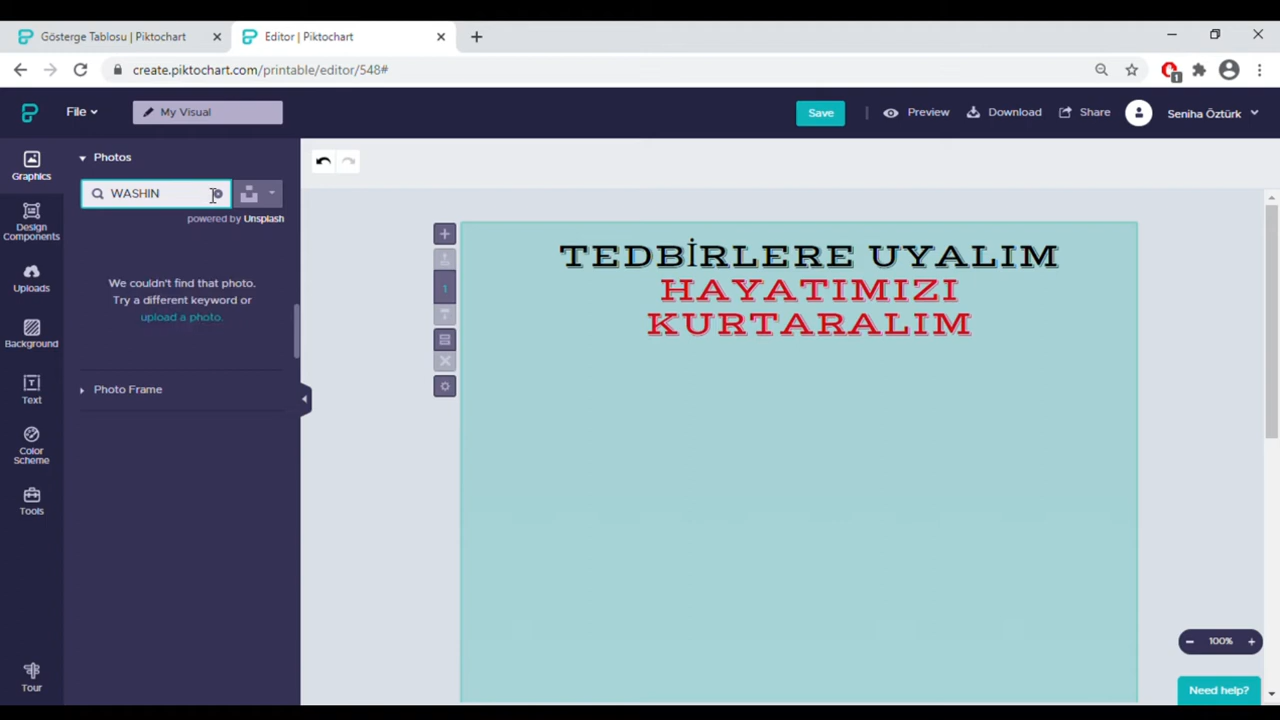 Gösterge Tablosu | Piktochart
Editor | Piktochart
create.piktochart.com/printable/editor/548#
1
File
My Visual
Save
Preview
Download
Share
Seniha Öztürk
Graphics
Design
Components
Uploads
Background
Text
Color
Scheme
Tools
Tour
Photos
WASHIN
powered by Unsplash
We couldn't find that photo.
Try a different keyword or
upload a photo.
Photo Frame
1
TEDBİRLERE UYALIM
HAYATIMIZI
KURTARALIM
100%
Need help?